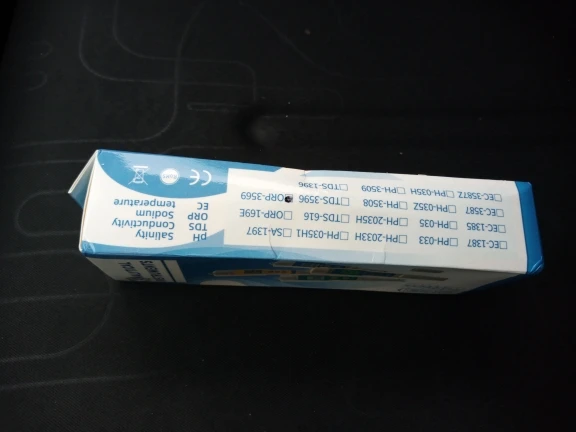 □EC-1387 □PH-033 □PH-2033H □PH-035H1 □SA-1397
□EC-1385 □PH-035 □PH-2035H □TDS-616 □ORP-169E
□EC-1587 □PH-035Z □PH-3508 □TDS-3596 ■ORP-3569
□EC-3587Z □PH-035H □PH-3509 □TDS-1396
pH Salinity
TDS Conductivity
ORP Sodium
EC temperature
CE